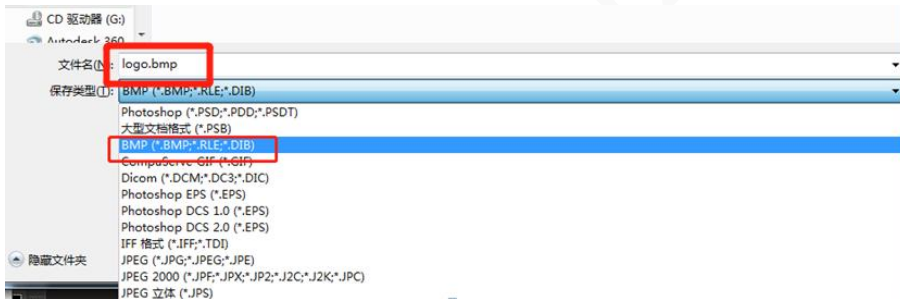 CD 驱动器 (G:)
Autodesk 360
文件名(N): logo.bmp
保存类型(T): BMP (*.BMP;*.RLE;*.DIB)
Photoshop (*.PSD;*.PDD;*.PSDT)
大型文档格式 (*.PSB)
BMP (*.BMP;*.RLE;*.DIB)
CompuServe GIF (*.GIF)
Dicom (*.DCM;*.DC3;*.DIC)
Photoshop EPS (*.EPS)
Photoshop DCS 1.0 (*.EPS)
Photoshop DCS 2.0 (*.EPS)
IFF 格式 (*.IFF;*.TDI)
隐藏文件夹
JPEG (*.JPG;*.JPEG;*.JPE)
JPEG 2000 (*.JPF;*.JPX;*.JP2;*.J2C;*.J2K;*.JPC)
JPEG 立体 (*.JPS)